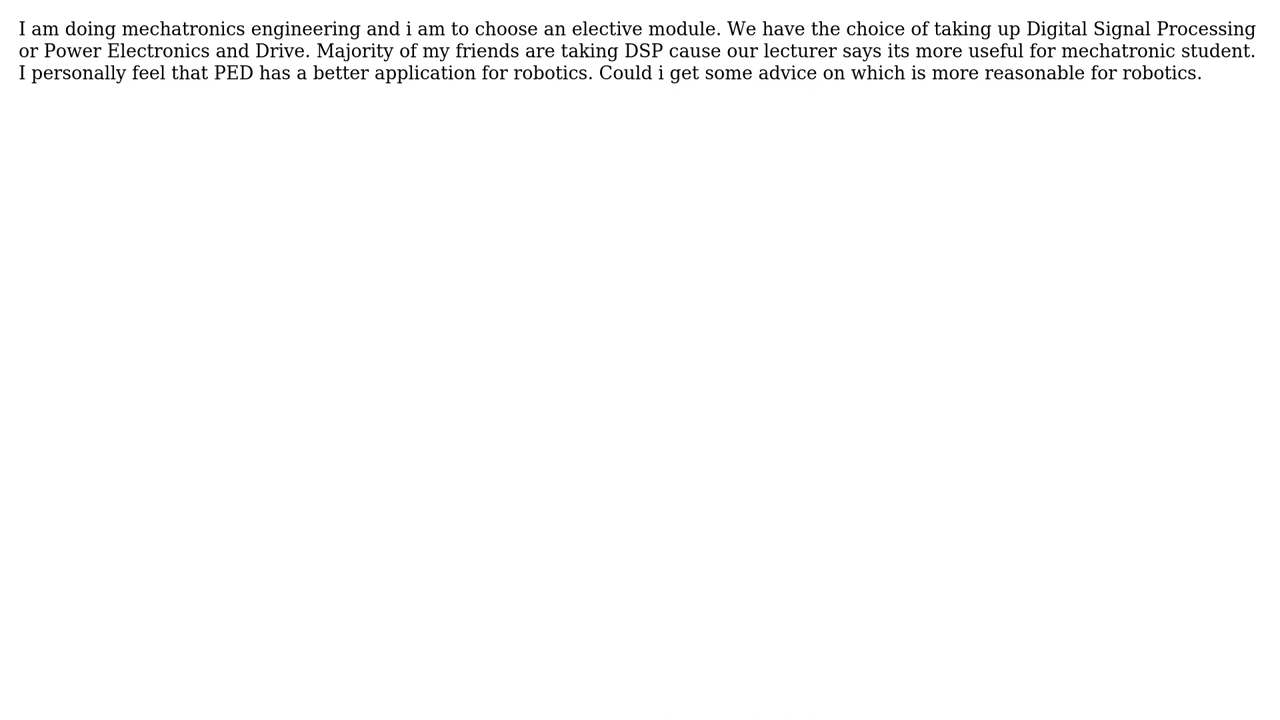 I am doing mechatronics engineering and i am to choose an elective module. We have the choice of taking up Digital Signal Processing
or Power Electronics and Drive. Majority of my friends are taking DSP cause our lecturer says its more useful for mechatronic student.
I personally feel that PED has a better application for robotics. Could i get some advice on which is more reasonable for robotics.